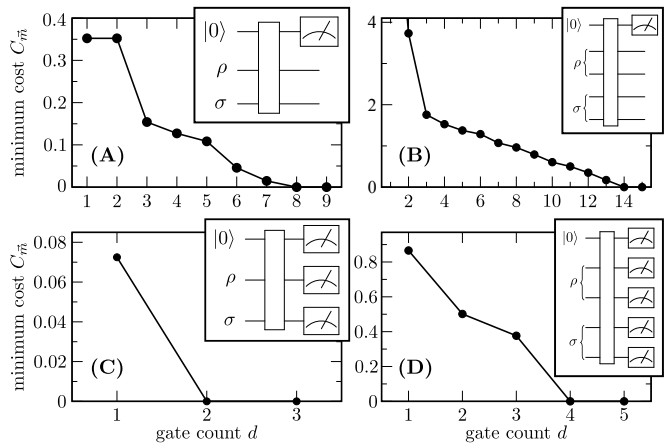 minimum cost C_m⃗
0.4
0.3
0.2
0.1
0
(A)
|0⟩
ρ
σ
1 2 3 4 5 6 7 8 9
4
2
0
(B)
|0⟩
ρ
σ
2 4 6 8 10 12 14
minimum cost C_m⃗
0.08
0.06
0.04
0.02
0
(C)
|0⟩
ρ
σ
1 2 3
gate count d
0.8
0.6
0.4
0.2
0
(D)
|0⟩
ρ
σ
1 2 3 4 5
gate count d